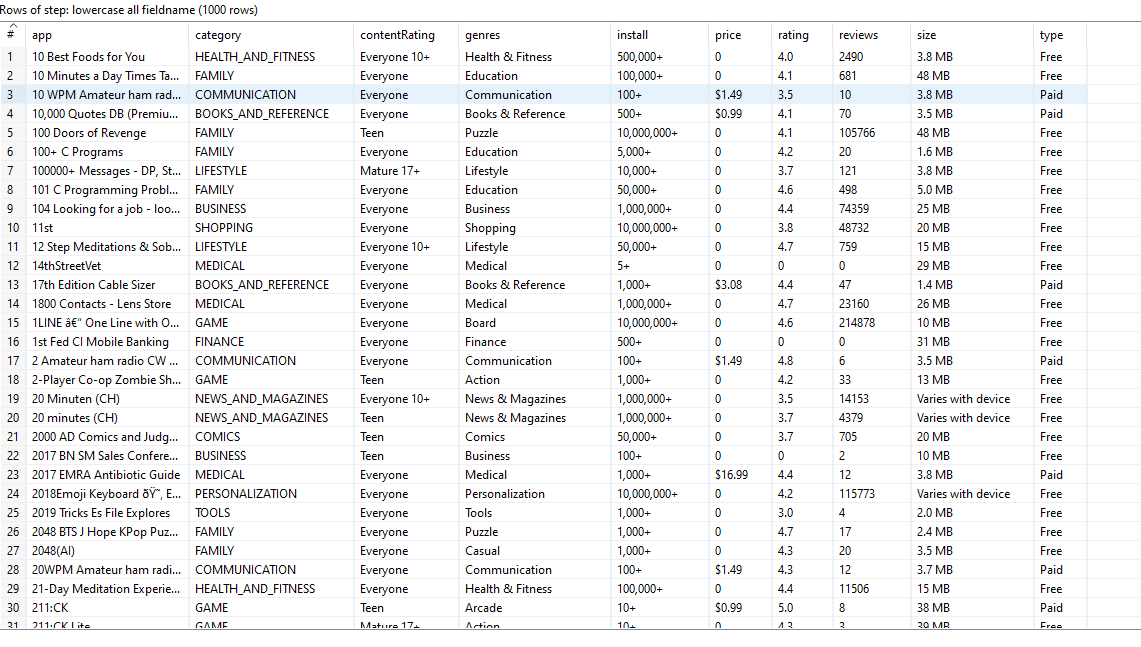 Rows of step: lowercase all fieldname (1000 rows)
# app category contentRating genres install price rating reviews size type
1 10 Best Foods for You HEALTH_AND_FITNESS Everyone 10+ Health & Fitness 500,000+ 0 4.0 2490 3.8 MB Free
2 10 Minutes a Day Times Ta... FAMILY Everyone Education 100,000+ 0 4.1 681 48 MB Free
3 10 WPM Amateur ham rad... COMMUNICATION Everyone Communication 100+ $1.49 3.5 10 3.8 MB Paid
4 10,000 Quotes DB (Premiu... BOOKS_AND_REFERENCE Everyone Books & Reference 500+ $0.99 4.1 70 3.5 MB Paid
5 100 Doors of Revenge FAMILY Teen Puzzle 10,000,000+ 0 4.1 105766 48 MB Free
6 100+ C Programs FAMILY Everyone Education 5,000+ 0 4.2 20 1.6 MB Free
7 100000+ Messages - DP, St... LIFESTYLE Mature 17+ Lifestyle 10,000+ 0 3.7 121 3.8 MB Free
8 101 C Programming Probl... FAMILY Everyone Education 50,000+ 0 4.6 498 5.0 MB Free
9 104 Looking for a job - loo... BUSINESS Everyone Business 1,000,000+ 0 4.4 74359 25 MB Free
10 11st SHOPPING Everyone Shopping 10,000,000+ 0 3.8 48732 20 MB Free
11 12 Step Meditations & Sob... LIFESTYLE Everyone 10+ Lifestyle 50,000+ 0 4.7 759 15 MB Free
12 14thStreetVet MEDICAL Everyone Medical 5+ 0 0 0 29 MB Free
13 17th Edition Cable Sizer BOOKS_AND_REFERENCE Everyone Books & Reference 1,000+ $3.08 4.1 47 1.4 MB Paid
14 1800 Contacts - Lens Store MEDICAL Everyone Medical 1,000,000+ 0 4.7 23160 26 MB Free
15 1LINE â€“ One Line with O... GAME Everyone Board 10,000,000+ 0 4.6 214878 10 MB Free
16 1st Fed CI Mobile Banking FINANCE Everyone Finance 500+ 0 0 0 31 MB Free
17 2 Amateur ham radio CW ... COMMUNICATION Everyone Communication 100+ $1.49 4.8 6 3.5 MB Paid
18 2-Player Co-op Zombie Sh... GAME Teen Action 1,000+ 0 4.2 33 13 MB Free
19 20 Minuten (CH) NEWS_AND_MAGAZINES Everyone 10+ News & Magazines 1,000,000+ 0 3.5 14153 Varies with device Free
20 20 minutes (CH) NEWS_AND_MAGAZINES Teen News & Magazines 1,000,000+ 0 3.7 4379 Varies with device Free
21 2000 AD Comics and Judg... COMICS Teen Comics 50,000+ 0 3.7 705 20 MB Free
22 2017 BN SM Sales Confere... BUSINESS Teen Business 100+ 0 0 2 10 MB Free
23 2017 EMRA Antibiotic Guide MEDICAL Everyone Medical 1,000+ $16.99 4.4 12 3.8 MB Paid
24 2018Emoji Keyboard ðŸ˜‚ E... PERSONALIZATION Everyone Personalization 10,000,000+ 0 4.2 115773 Varies with device Free
25 2019 Tricks Es File Explores TOOLS Everyone Tools 1,000+ 0 3.0 4 2.0 MB Free
26 2048 BTS J Hope KPop Puz... FAMILY Everyone Puzzle 1,000+ 0 4.7 17 2.4 MB Free
27 2048(AI) FAMILY Everyone Casual 1,000+ 0 4.3 20 3.5 MB Free
28 20WPM Amateur ham radi... COMMUNICATION Everyone Communication 100+ $1.49 4.3 12 3.7 MB Paid
29 21-Day Meditation Experie... HEALTH_AND_FITNESS Everyone Health & Fitness 100,000+ 0 4.4 11506 15 MB Free
30 211:CK GAME Teen Arcade 10+ $0.99 5.0 8 38 MB Paid
31 211:CK Lite GAME Mature 17+ Action 10+ 0 4.3 3 39 MB Free